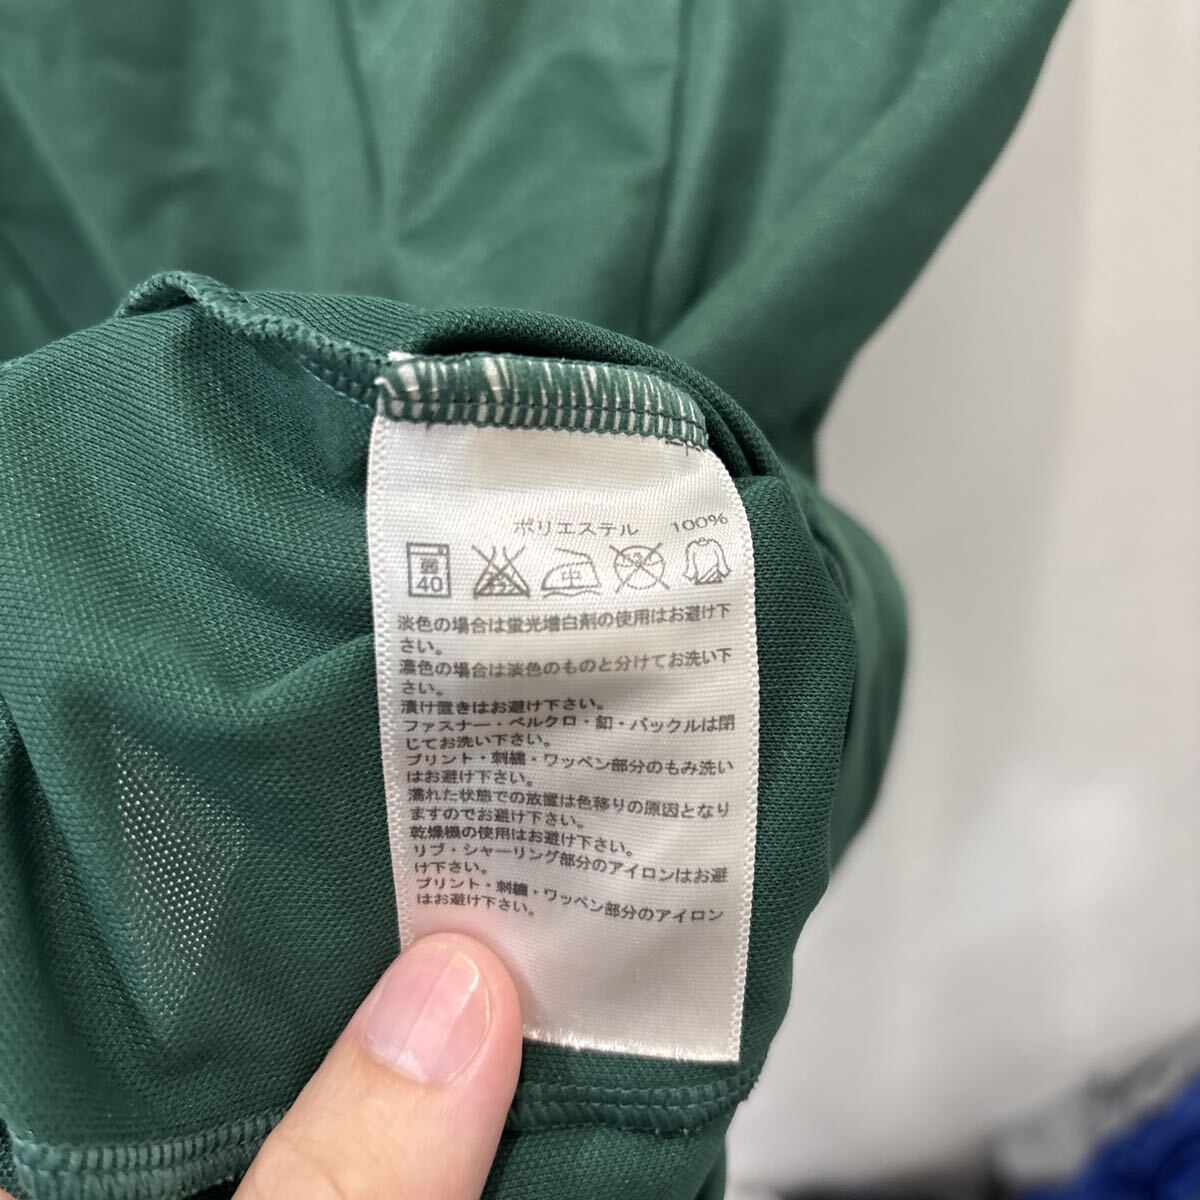 ポリエステル 100%
弱 40 中
淡色の場合は蛍光増白剤の使用はお避け下
さい。
濃色の場合は淡色のものと分けてお洗い下
さい。
漬け置きはお避け下さい。
ファスナー・ベルクロ・釦・バックルは閉
じてお洗い下さい。
プリント・刺繍・ワッペン部分のもみ洗い
はお避け下さい。
濡れた状態での放置は色移りの原因となり
ますのでお避け下さい。
乾燥機の使用はお避け下さい。
リブ・シャーリング部分のアイロンはお避
け下さい。
プリント・刺繍・ワッペン部分のアイロン
はお避け下さい。